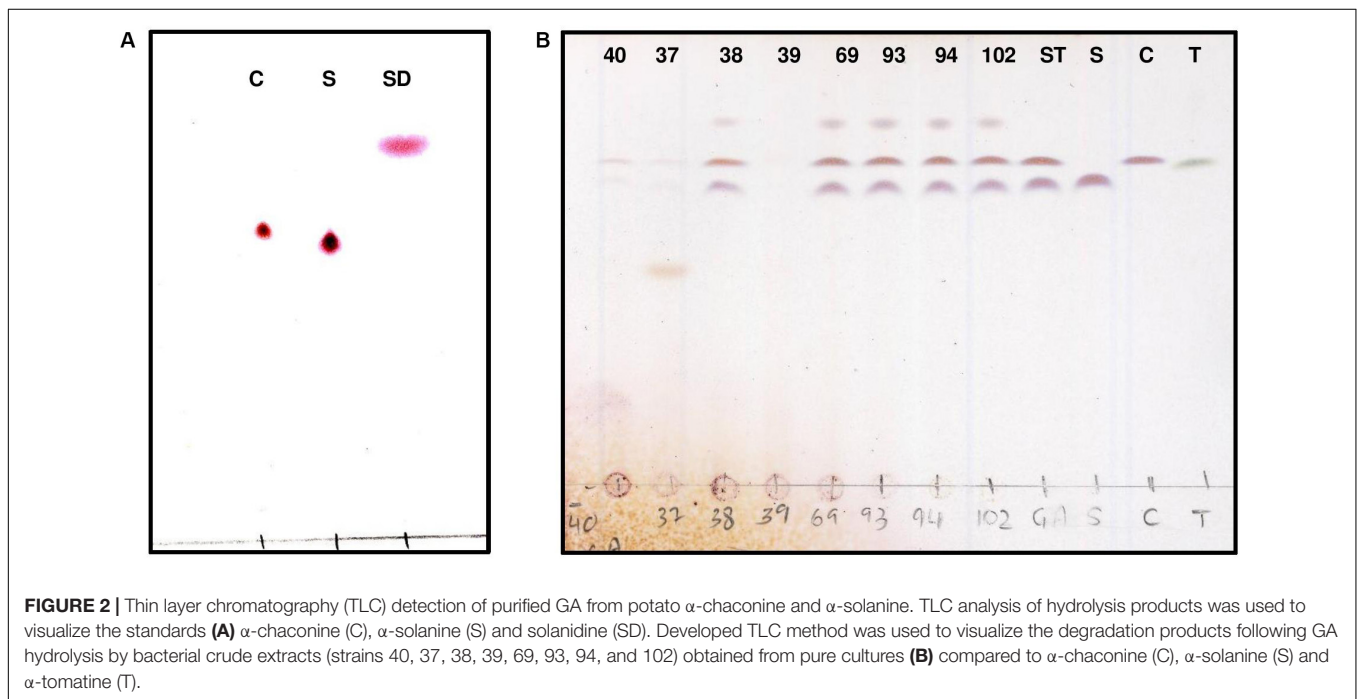 A
C S SD
B
40 37 38 39 69 93 94 102 ST S C T
40 37 38 39 69 93 94 102 GA S C T
FIGURE 2 | Thin layer chromatography (TLC) detection of purified GA from potato α-chaconine and α-solanine. TLC analysis of hydrolysis products was used to
visualize the standards (A) α-chaconine (C), α-solanine (S) and solanidine (SD). Developed TLC method was used to visualize the degradation products following GA
hydrolysis by bacterial crude extracts (strains 40, 37, 38, 39, 69, 93, 94, and 102) obtained from pure cultures (B) compared to α-chaconine (C), α-solanine (S) and
α-tomatine (T).